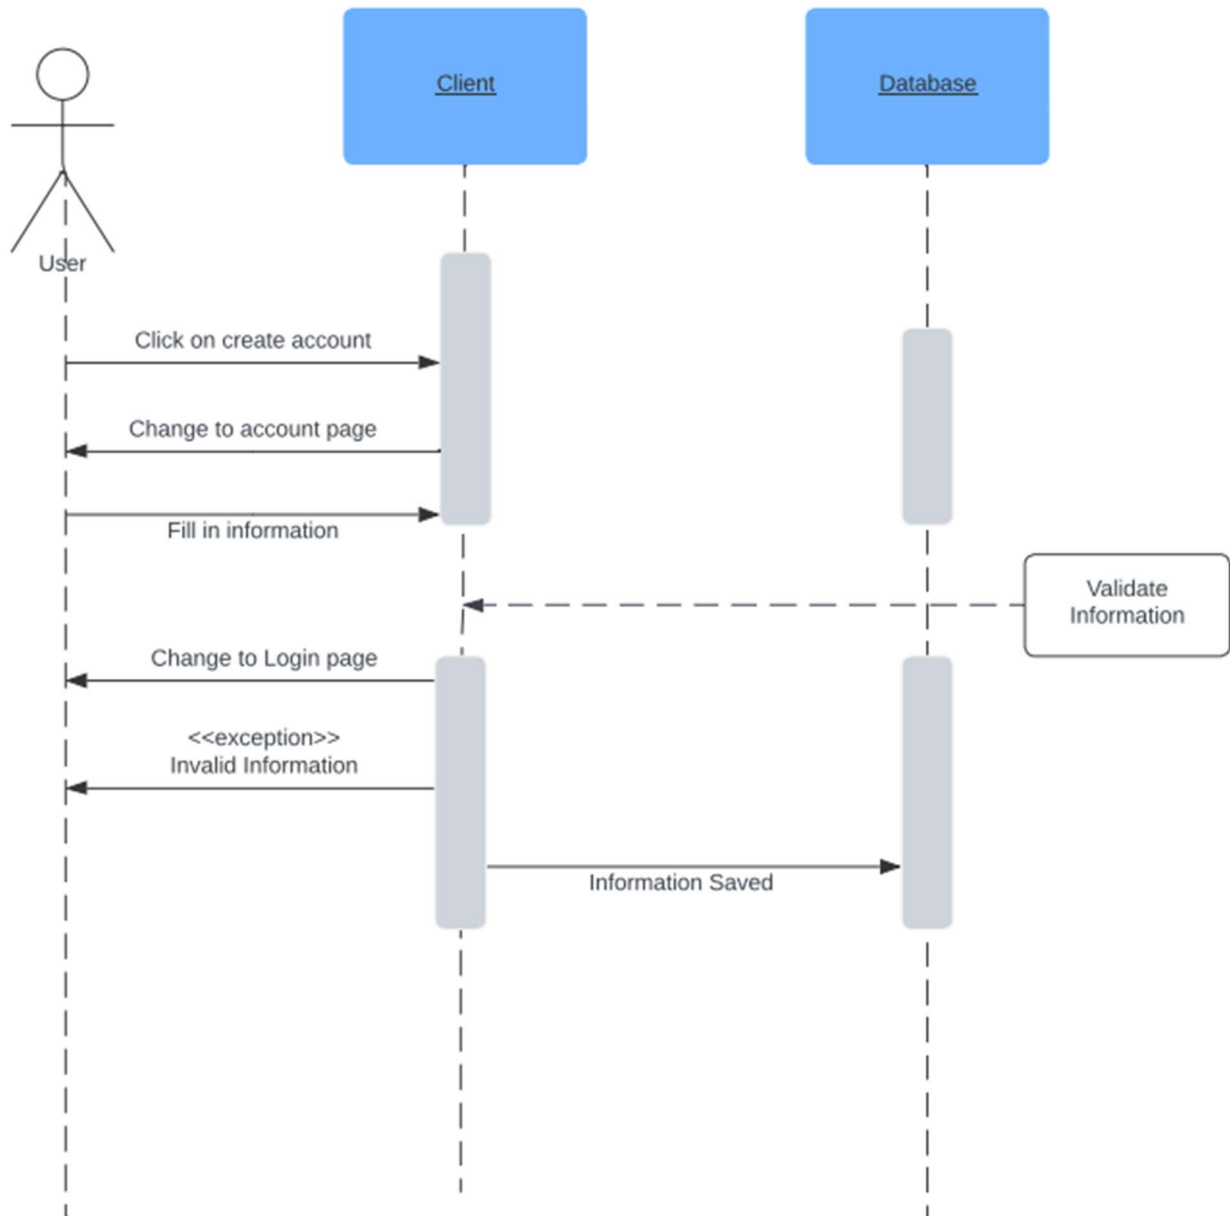 Client
Database
User
Click on create account
Change to account page
Fill in information
Validate
Information
Change to Login page
<<exception>>
Invalid Information
Information Saved